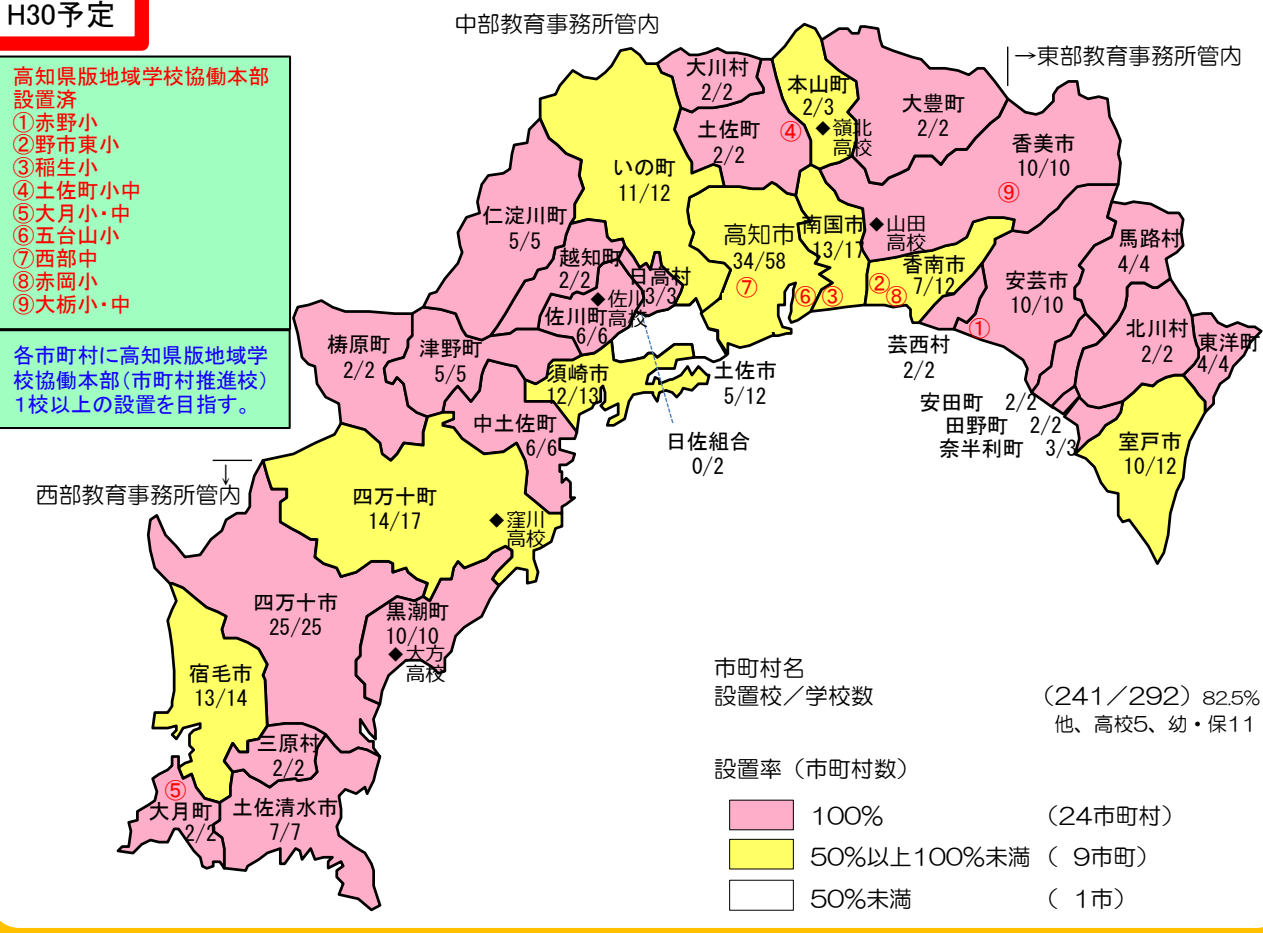 H30予定
中部教育事務所管内
→東部教育事務所管内
高知県版地域学校協働本部
設置済
①赤野小
②野市東小
③稲生小
④土佐町小中
⑤大月小・中
⑥五台山小
⑦西部中
⑧赤岡小
⑨大栃小・中
各市町村に高知県版地域学
校協働本部(市町村推進校)
1校以上の設置を目指す。
大川村
2/2
本山町
2/3
◆嶺北
高校
大豊町
2/2
土佐町
2/2
④
香美市
10/10
⑨
いの町
11/12
仁淀川町
5/5
高知市
34/58
⑦
南国市
13/17
◆山田
高校
馬路村
4/4
越知町
2/2
日高村
3/3
香南市
7/12
安芸市
10/10
②
⑧
⑥
③
①
◆佐川
高校
佐川町
6/6
北川村
2/2
東洋町
4/4
梼原町
2/2
津野町
5/5
芸西村
2/2
須崎市
12/13
土佐市
5/12
安田町 2/2
田野町 2/2
奈半利町 3/3
中土佐町
6/6
日佐組合
0/2
室戸市
10/12
西部教育事務所管内
↓
四万十町
14/17
◆窪川
高校
四万十市
25/25
黒潮町
10/10
◆大方
高校
宿毛市
13/14
三原村
2/2
⑤
大月町
2/2
土佐清水市
7/7
市町村名
設置校/学校数 (241/292) 82.5%
他、高校5、幼・保11
設置率(市町村数)
100% (24市町村)
50%以上100%未満 ( 9市町)
50%未満 ( 1市)